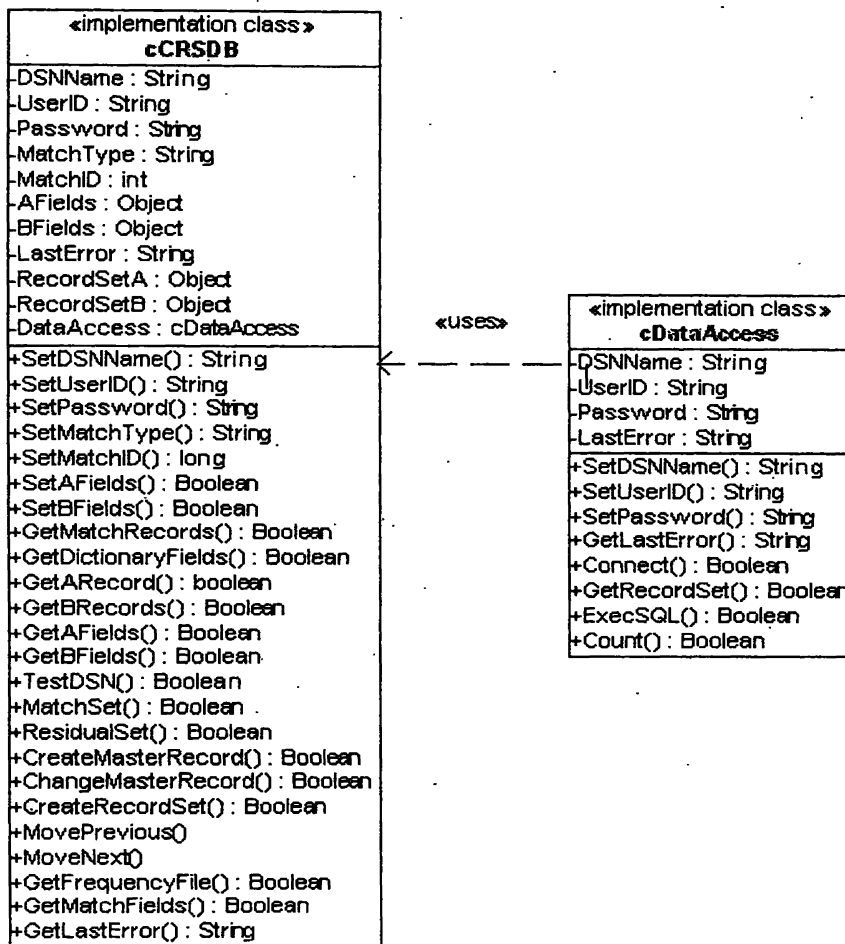 «implementation class»
cCRSDB
-DSNName : String
-UserID : String
-Password : String
-MatchType : String
-MatchID : int
-AFields : Object
-BFields : Object
-LastError : String
-RecordSetA : Object
-RecordSetB : Object
-DataAccess : cDataAccess
+SetDSNName() : String
+SetUserID() : String
+SetPassword() : String
+SetMatchType() : String
+SetMatchID() : long
+SetAFields() : Boolean
+SetBFields() : Boolean
+GetMatchRecords() : Boolean
+GetDictionaryFields() : Boolean
+GetARecord() : boolean
+GetBRecords() : Boolean
+GetAFields() : Boolean
+GetBFields() : Boolean
+TestDSN() : Boolean
+MatchSet() : Boolean
+ResidualSet() : Boolean
+CreateMasterRecord() : Boolean
+ChangeMasterRecord() : Boolean
+CreateRecordSet() : Boolean
+MovePrevious()
+MoveNext()
+GetFrequencyFile() : Boolean
+GetMatchFields() : Boolean
+GetLastError() : String
«uses»
«implementation class»
cDataAccess
-DSNName : String
-UserID : String
-Password : String
-LastError : String
+SetDSNName() : String
+SetUserID() : String
+SetPassword() : String
+GetLastError() : String
+Connect() : Boolean
+GetRecordSet() : Boolean
+ExecSQL() : Boolean
+Count() : Boolean